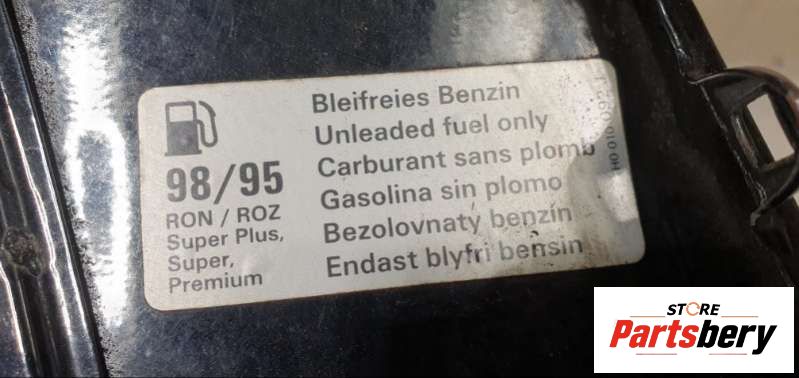 98/95
RON / ROZ
Super Plus,
Super,
Premium
Bleifreies Benzin
Unleaded fuel only
Carburant sans plomb
Gasolina sin plomo
Bezolovnatý benzín
Endast blyfri bensin
STORE
Partsbery